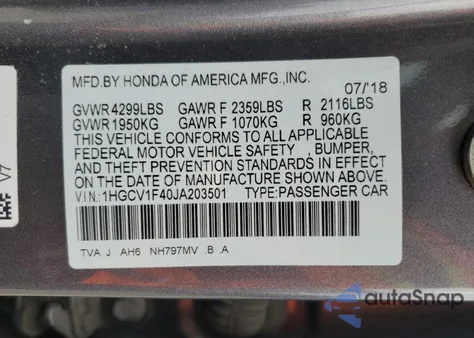 MFD.BY HONDA OF AMERICA MFG.,INC. 07/'18
GVWR 4299LBS GAWR F 2359LBS R 2116LBS
GVWR 1950KG GAWR F 1070KG R 960KG
THIS VEHICLE CONFORMS TO ALL APPLICABLE
FEDERAL MOTOR VEHICLE SAFETY , BUMPER,
AND THEFT PREVENTION STANDARDS IN EFFECT
ON THE DATE OF MANUFACTURE SHOWN ABOVE.
V.I.N.:1HGCV1F40JA203501 TYPE:PASSENGER CAR
TVA J AH6 NH797MV .B .A
V7
autoSnap